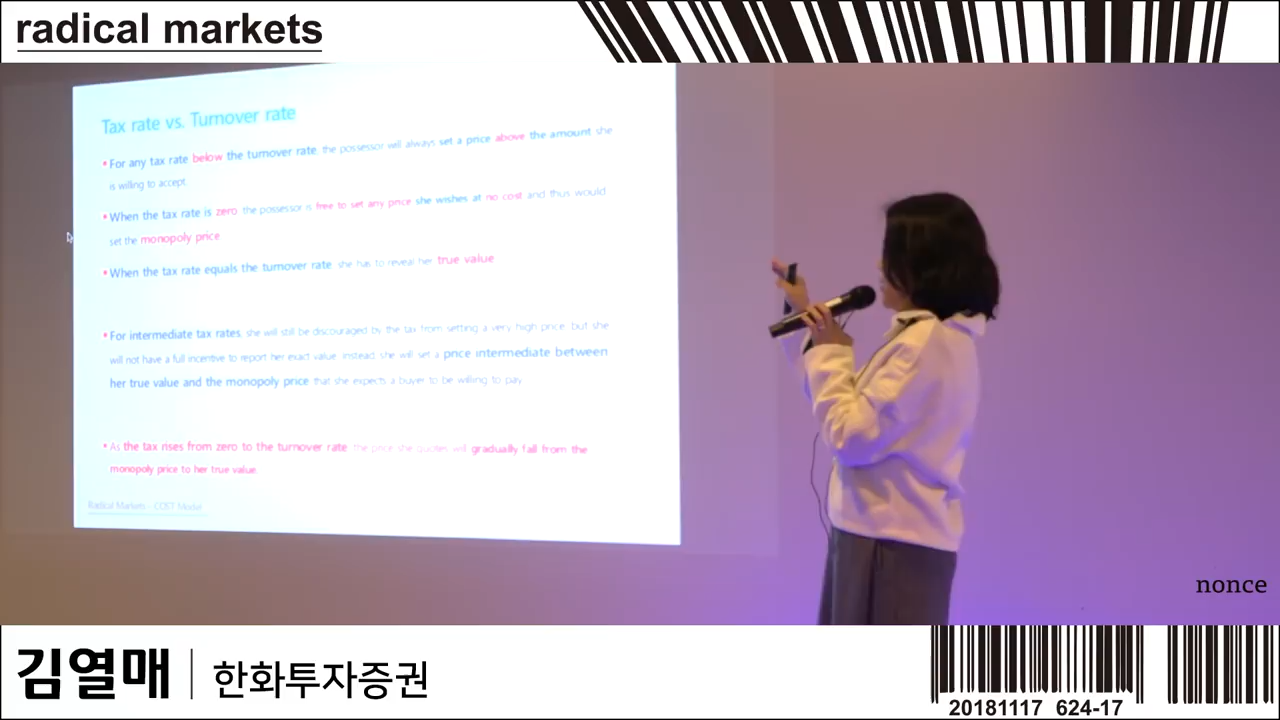 radical markets
Tax rate vs. Turnover rate
• For any tax rate below the turnover rate, the possessor will always set a price above the amount she
is willing to accept.
• When the tax rate is zero the possessor is free to set any price she wishes at no cost and thus would
set the monopoly price.
• When the tax rate equals the turnover rate, she has to reveal her true value.
• For intermediate tax rates, she will still be discouraged by the tax from setting a very high price, but she
will not have a full incentive to report her exact value. Instead, she will set a price intermediate between
her true value and the monopoly price that she expects a buyer to be willing to pay.
• As the tax rises from zero to the turnover rate the price she quotes will gradually fall from the
monopoly price to her true value.
Radical Markets - COST Model
nonce
김열매 | 한화투자증권
20181117 624-17